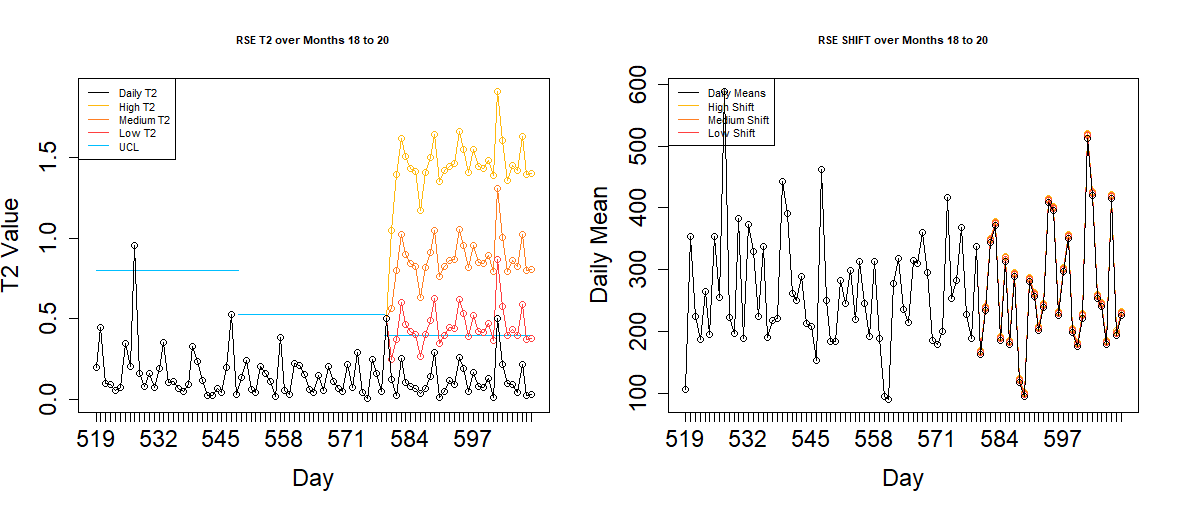 RSE T2 over Months 18 to 20
Daily T2
High T2
Medium T2
Low T2
UCL
T2 Value
0.0
0.5
1.0
1.5
519 532 545 558 571 584 597
Day
RSE SHIFT over Months 18 to 20
Daily Means
High Shift
Medium Shift
Low Shift
Daily Mean
100
200
300
400
500
600
519 532 545 558 571 584 597
Day